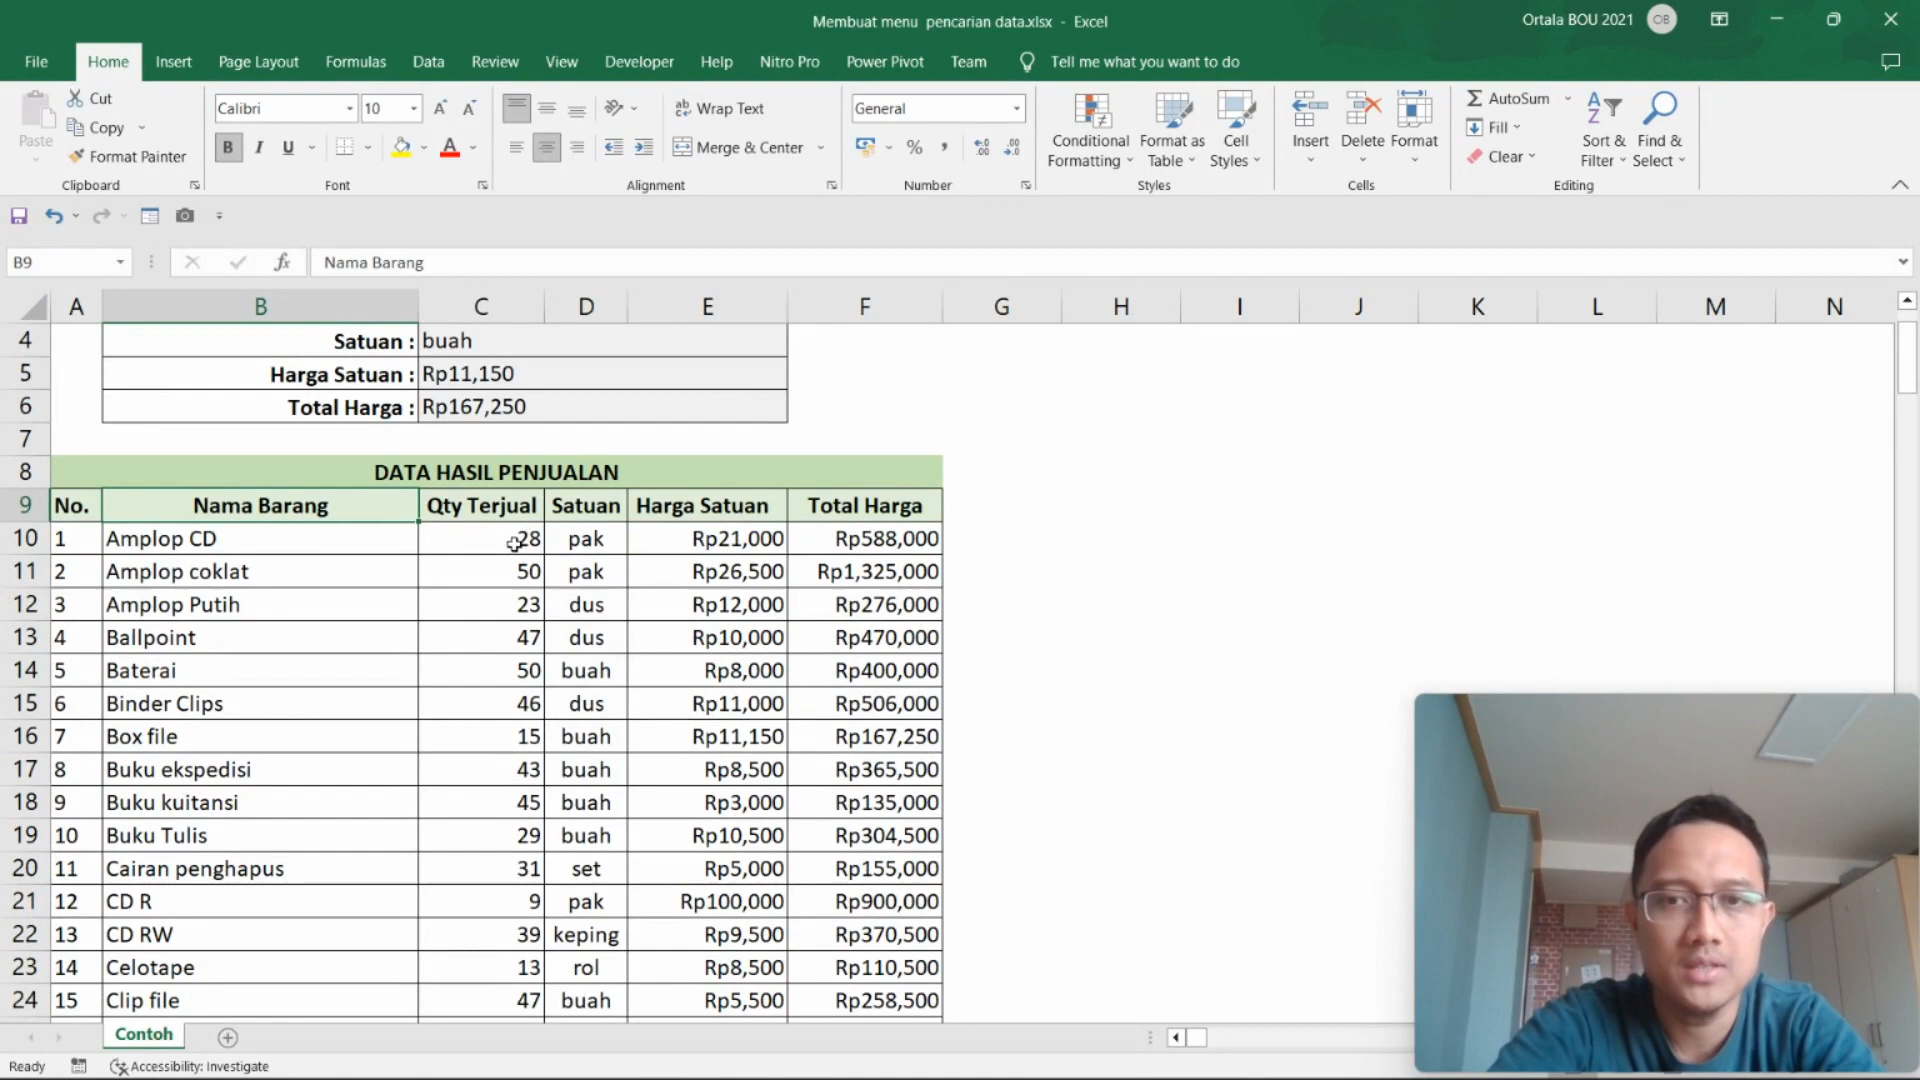 Membuat menu pencarian data.xlsx - Excel
Ortala BOU 2021 OB
File Home Insert Page Layout Formulas Data Review View Developer Help Nitro Pro Power Pivot Team Tell me what you want to do
Paste
Cut
Copy
Format Painter
Clipboard
Calibri 10
B I U
Font
Wrap Text
Merge & Center
Alignment
General
Number
Conditional Formatting
Format as Table
Cell Styles
Styles
Insert Delete Format
Cells
AutoSum
Fill
Clear
Sort & Filter
Find & Select
Editing
B9 fx Nama Barang
A B C D E F G H I J K L M N
4 Satuan : buah
5 Harga Satuan : Rp11,150
6 Total Harga : Rp167,250
7
8 DATA HASIL PENJUALAN
9 No. Nama Barang Qty Terjual Satuan Harga Satuan Total Harga
10 1 Amplop CD 28 pak Rp21,000 Rp588,000
11 2 Amplop coklat 50 pak Rp26,500 Rp1,325,000
12 3 Amplop Putih 23 dus Rp12,000 Rp276,000
13 4 Ballpoint 47 dus Rp10,000 Rp470,000
14 5 Baterai 50 buah Rp8,000 Rp400,000
15 6 Binder Clips 46 dus Rp11,000 Rp506,000
16 7 Box file 15 buah Rp11,150 Rp167,250
17 8 Buku ekspedisi 43 buah Rp8,500 Rp365,500
18 9 Buku kuitansi 45 buah Rp3,000 Rp135,000
19 10 Buku Tulis 29 buah Rp10,500 Rp304,500
20 11 Cairan penghapus 31 set Rp5,000 Rp155,000
21 12 CD R 9 pak Rp100,000 Rp900,000
22 13 CD RW 39 keping Rp9,500 Rp370,500
23 14 Celotape 13 rol Rp8,500 Rp110,500
24 15 Clip file 47 buah Rp5,500 Rp258,500
Contoh
Ready Accessibility: Investigate